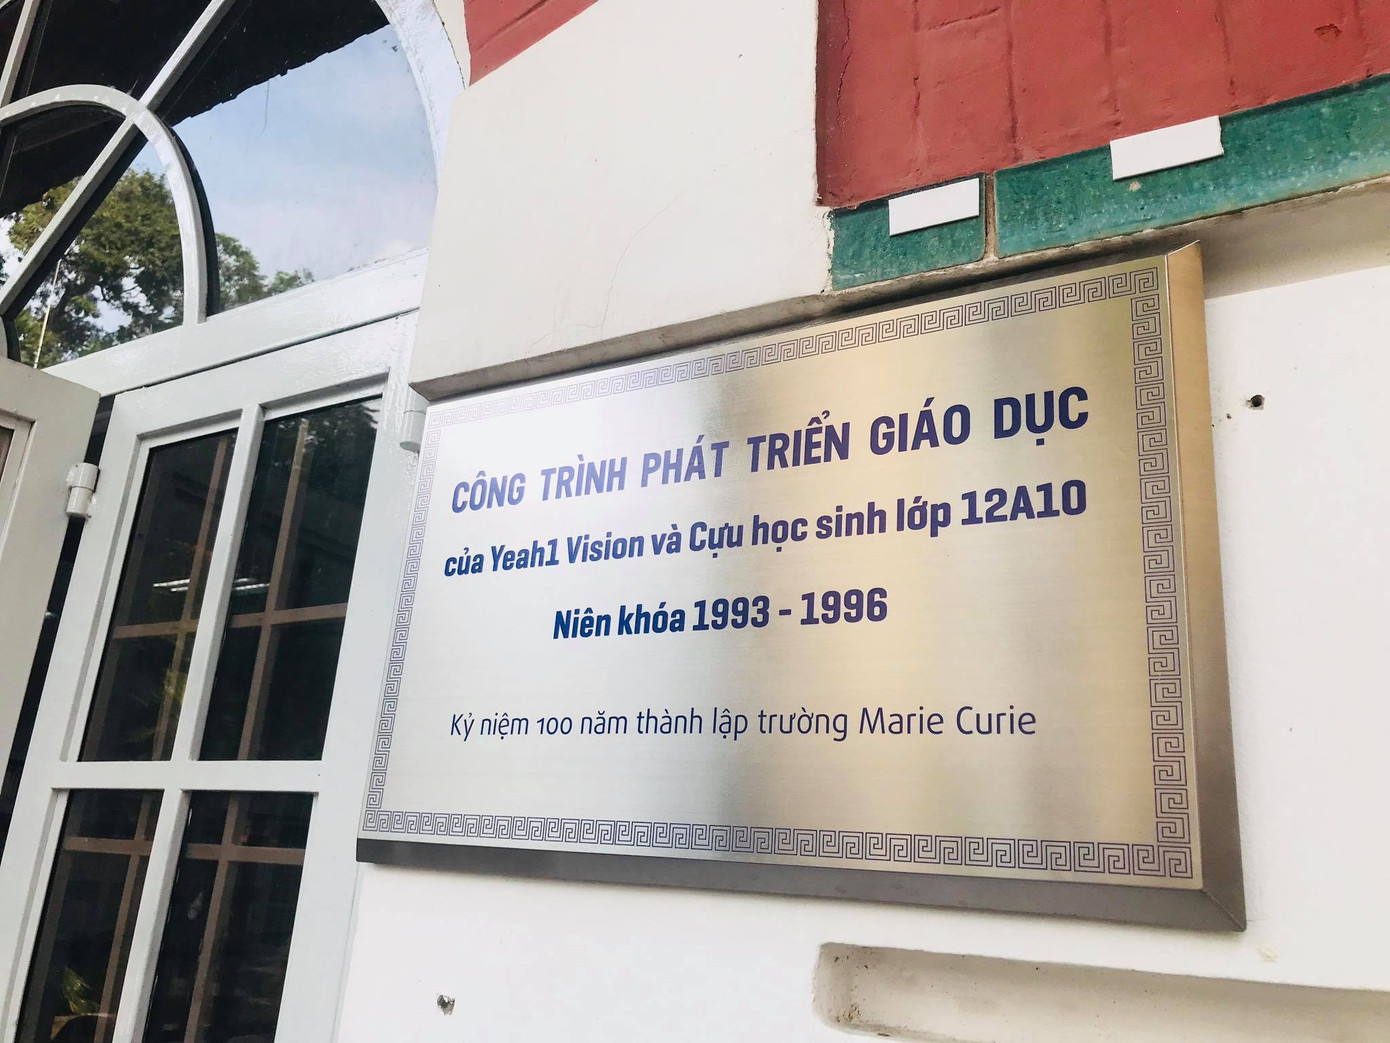 CÔNG TRÌNH PHÁT TRIỂN GIÁO DỤC
của Yeah1 Vision và Cựu học sinh lớp 12A10
Niên khóa 1993 - 1996
Kỷ niệm 100 năm thành lập trường Marie Curie